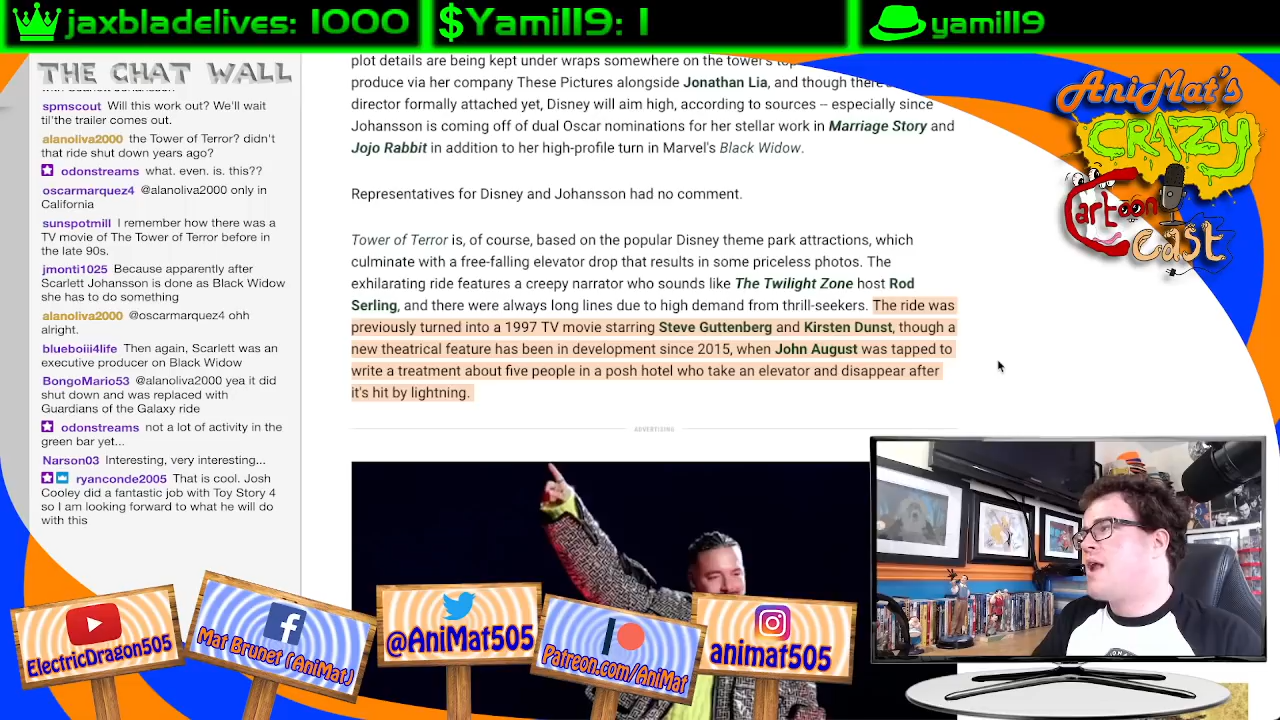 jaxbladelives: 1000
$Yamill9: 1
yamill9
THE CHAT WALL
spmscout Will this work out? We'll wait
til'the trailer comes out.
alanoliva2000 the Tower of Terror? didn't
that ride shut down years ago?
odonstreams what. even. is. this??
oscarmarquez4 @alanoliva2000 only in
California
sunspotmill I remember how there was a
TV movie of The Tower of Terror before in
the late 90s.
jmonti1025 Because apparently after
Scarlett Johansson is done as Black Widow
she has to do something
alanoliva2000 @oscarmarquez4 ohh
alright.
blueboiii4life Then again, Scarlett was an
executive producer on Black Widow
BongoMario53 @alanoliva2000 yea it did
shut down and was replaced with
Guardians of the Galaxy ride
odonstreams not a lot of activity in the
green bar yet...
Narson03 Interesting, very interesting...
ryanconde2005 That is cool. Josh
Cooley did a fantastic job with Toy Story 4
so I am looking forward to what he will do
with this
plot details are being kept under wraps somewhere on the tower's
produce via her company These Pictures alongside Jonathan Lia, and though
director formally attached yet, Disney will aim high, according to sources – especially since
Johansson is coming off of dual Oscar nominations for her stellar work in Marriage Story and
Jojo Rabbit in addition to her high-profile turn in Marvel's Black Widow.
Representatives for Disney and Johansson had no comment.
Tower of Terror is, of course, based on the popular Disney theme park attractions, which
culminate with a free-falling elevator drop that results in some priceless photos. The
exhilarating ride features a creepy narrator who sounds like The Twilight Zone host Rod
Serling, and there were always long lines due to high demand from thrill-seekers. The ride was
previously turned into a 1997 TV movie starring Steve Guttenberg and Kirsten Dunst, though a
new theatrical feature has been in development since 2015, when John August was tapped to
write a treatment about five people in a posh hotel who take an elevator and disappear after
it's hit by lightning.
ADVERTISING
AniMat's
CRAZY
Cartoon
Cast
ElectricDragon505
Mat Brunet (AniMat)
@AniMat505
Patreon.com/AniMat
animat505